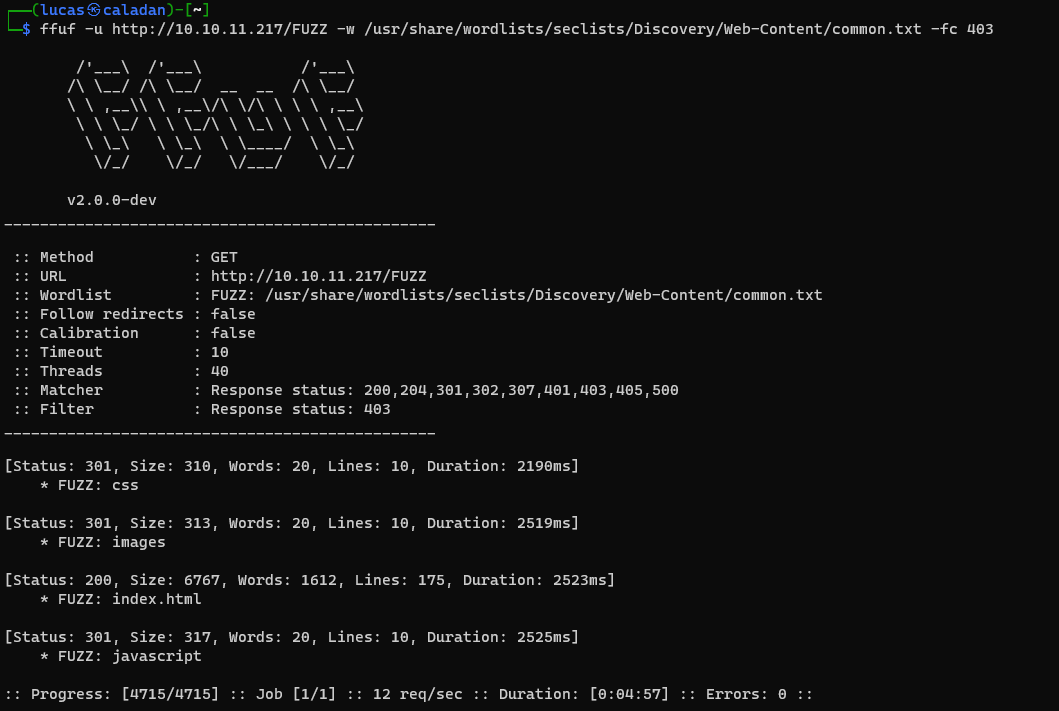 ┌──(lucas㉿caladan)-[~]
└─$ ffuf -u http://10.10.11.217/FUZZ -w /usr/share/wordlists/seclists/Discovery/Web-Content/common.txt -fc 403
        /'___\  /'___\           /'___\
       /\ \__/ /\ \__/  __  __  /\ \__/
       \ \ ,__\\ \ ,__\/\ \/\ \ \ \ ,__\
        \ \ \_/ \ \ \_/\ \ \_\ \ \ \ \_/
         \ \_\   \ \_\  \ \____/  \ \_\
          \/_/    \/_/   \/___/    \/_/
       v2.0.0-dev
________________________________________________
 :: Method           : GET
 :: URL              : http://10.10.11.217/FUZZ
 :: Wordlist         : FUZZ: /usr/share/wordlists/seclists/Discovery/Web-Content/common.txt
 :: Follow redirects : false
 :: Calibration      : false
 :: Timeout          : 10
 :: Threads          : 40
 :: Matcher          : Response status: 200,204,301,302,307,401,403,405,500
 :: Filter           : Response status: 403
________________________________________________
[Status: 301, Size: 310, Words: 20, Lines: 10, Duration: 2190ms]
    * FUZZ: css
[Status: 301, Size: 313, Words: 20, Lines: 10, Duration: 2519ms]
    * FUZZ: images
[Status: 200, Size: 6767, Words: 1612, Lines: 175, Duration: 2523ms]
    * FUZZ: index.html
[Status: 301, Size: 317, Words: 20, Lines: 10, Duration: 2525ms]
    * FUZZ: javascript
:: Progress: [4715/4715] :: Job [1/1] :: 12 req/sec :: Duration: [0:04:57] :: Errors: 0 ::